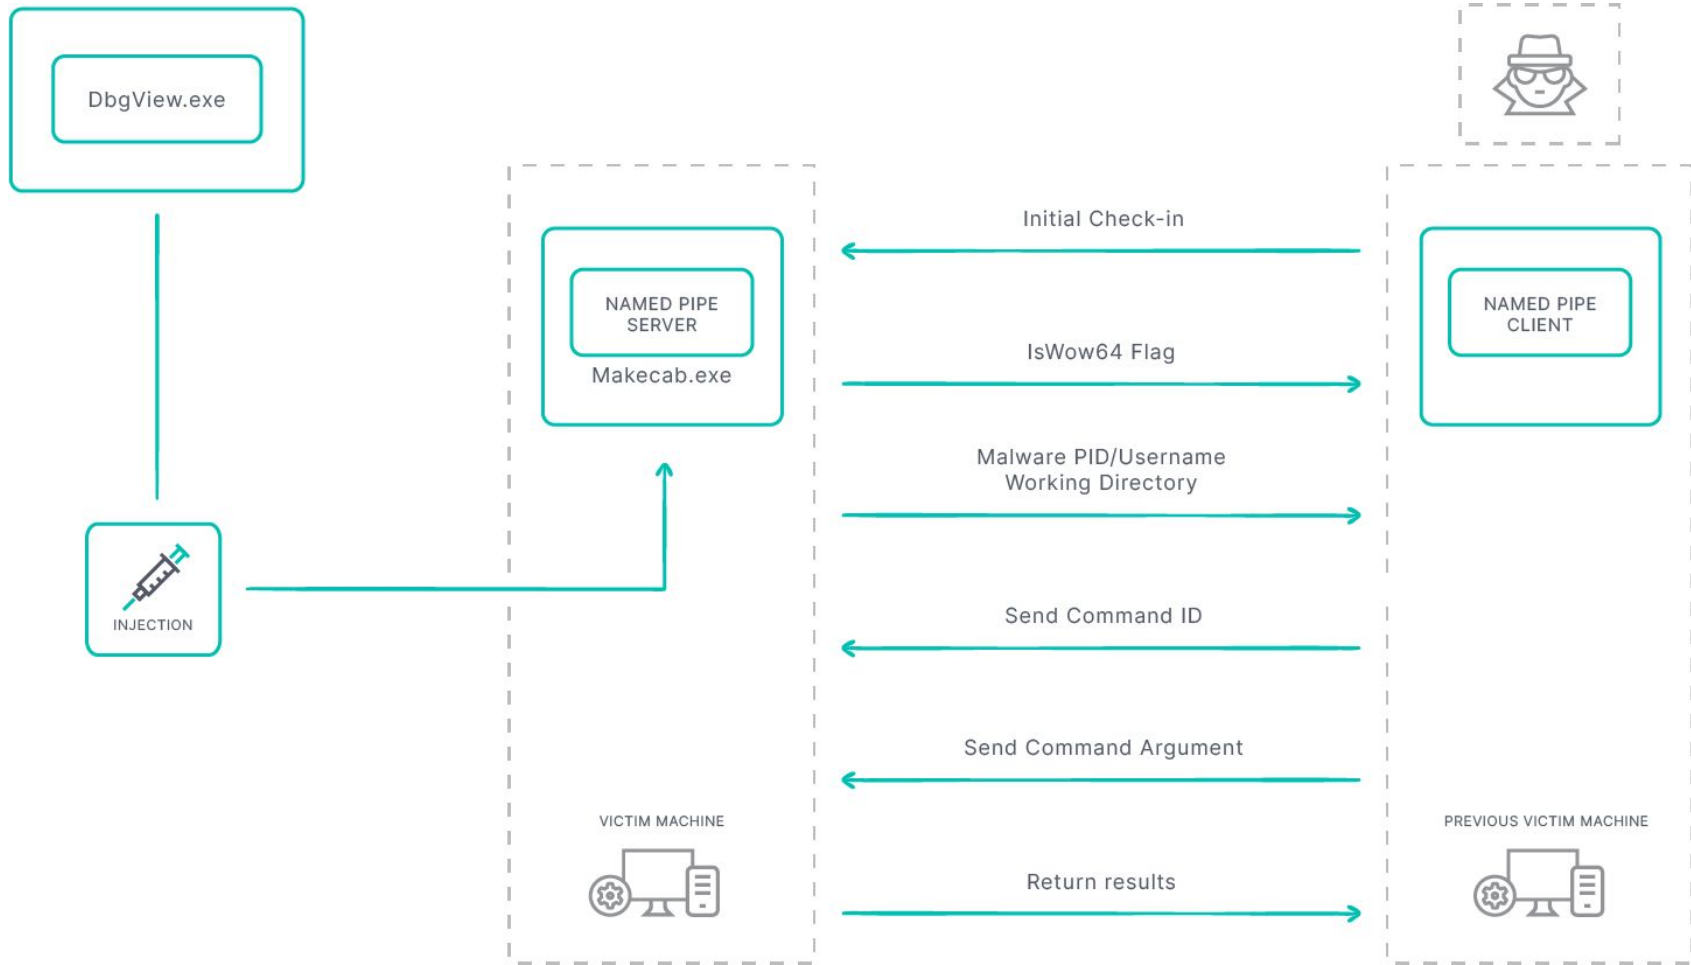 DbgView.exe
INJECTION
NAMED PIPE
SERVER
Makecab.exe
VICTIM MACHINE
Initial Check-in
IsWow64 Flag
Malware PID/Username
Working Directory
Send Command ID
Send Command Argument
Return results
NAMED PIPE
CLIENT
PREVIOUS VICTIM MACHINE